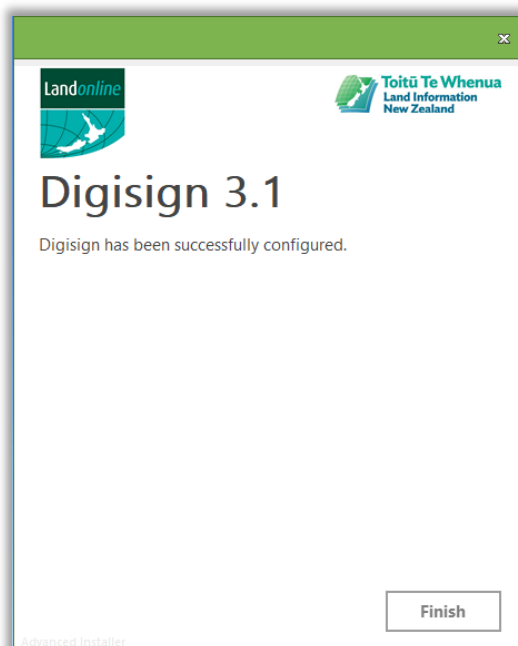 Landonline
Toitū Te Whenua
Land Information
New Zealand
Digisign 3.1
Digisign has been successfully configured.
Finish
Advanced Installer